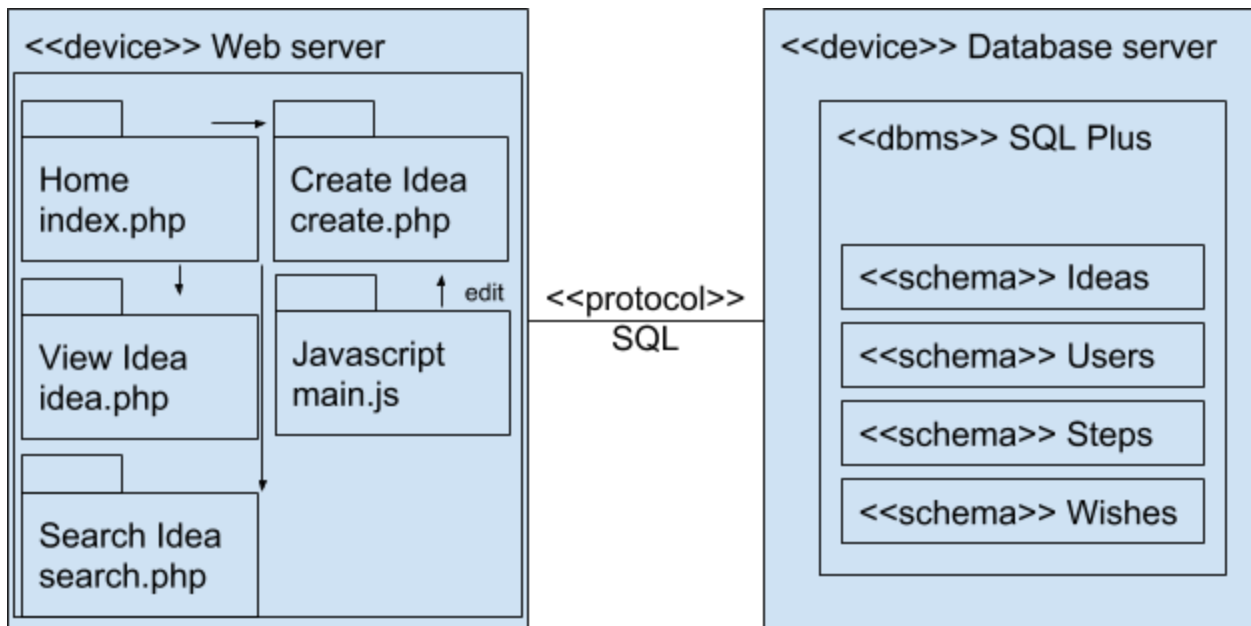 <<device>> Web server
Home
index.php
Create Idea
create.php
View Idea
idea.php
Javascript
main.js
edit
Search Idea
search.php
<<protocol>>
SQL
<<device>> Database server
<<dbms>> SQL Plus
<<schema>> Ideas
<<schema>> Users
<<schema>> Steps
<<schema>> Wishes